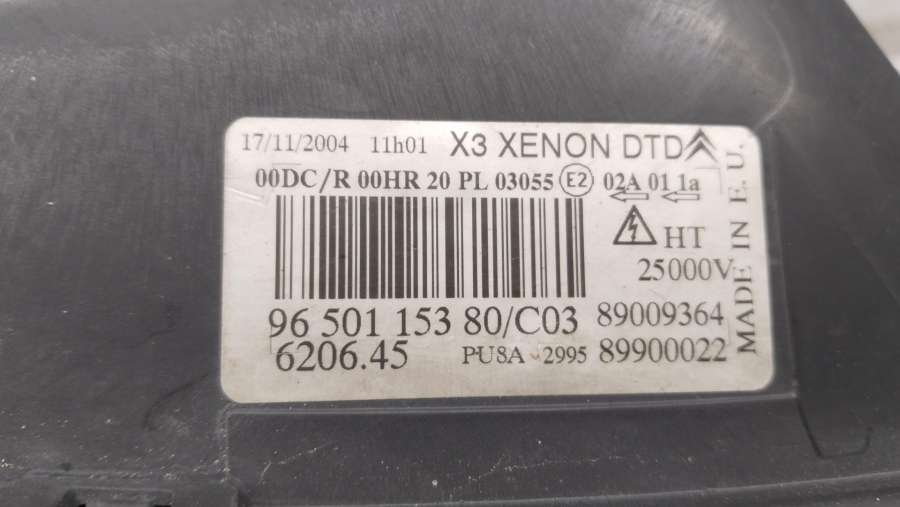 17/11/2004 11h01 X3 XENON DTD
00DC/R 00HR 20 PL 03055 E2 02A 01 1a
HT
25000V
96 501 153 80/C03 89009364
6206.45 PU8A - 2995 89900022
MADE IN E. U.